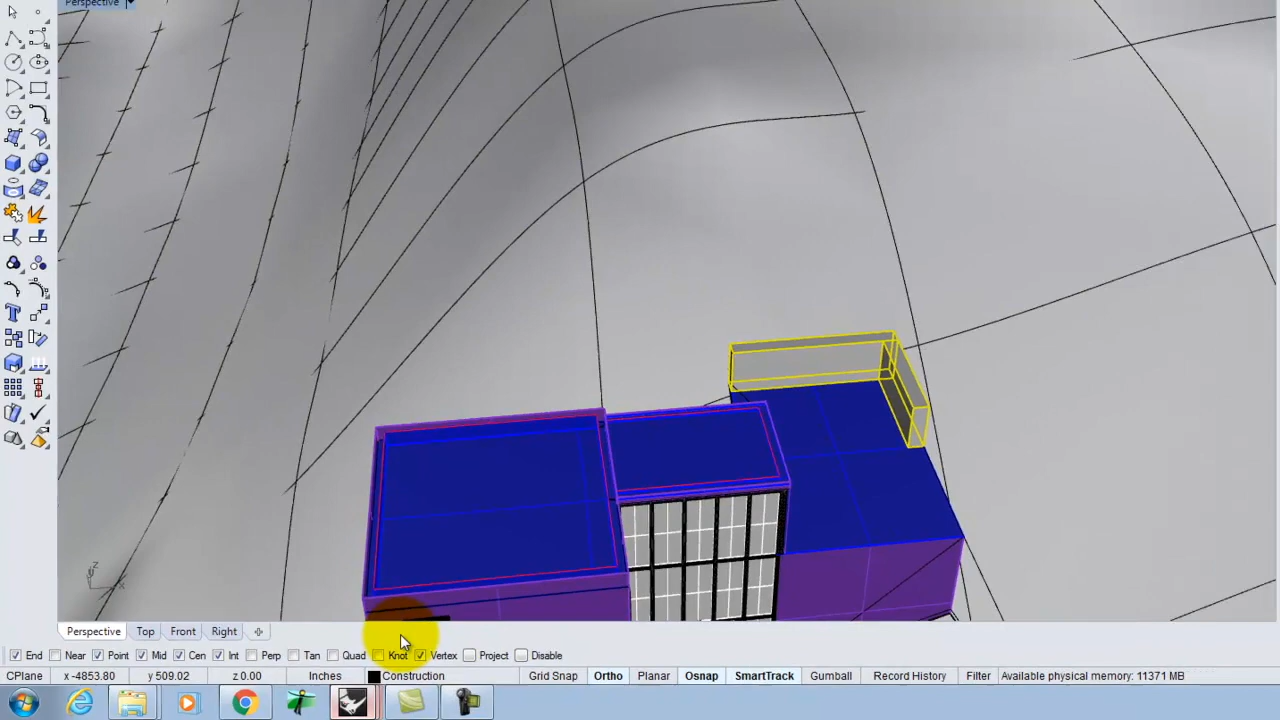 Perspective
Perspective Top Front Right
End Near Point Mid Cen Int Perp Tan Quad Knot Vertex Project Disable
CPlane x -4853.80 y 509.02 z 0.00 Inches Construction Grid Snap Ortho Planar Osnap SmartTrack Gumball Record History Filter Available physical memory: 11371 MB